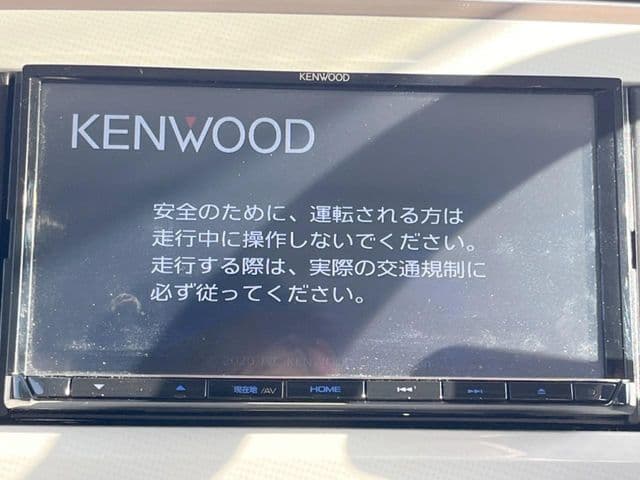 KENWOOD
KENWOOD
安全のために、運転される方は
走行中に操作しないでください。
走行する際は、実際の交通規制に
必ず従ってください。
現在地/AV HOME